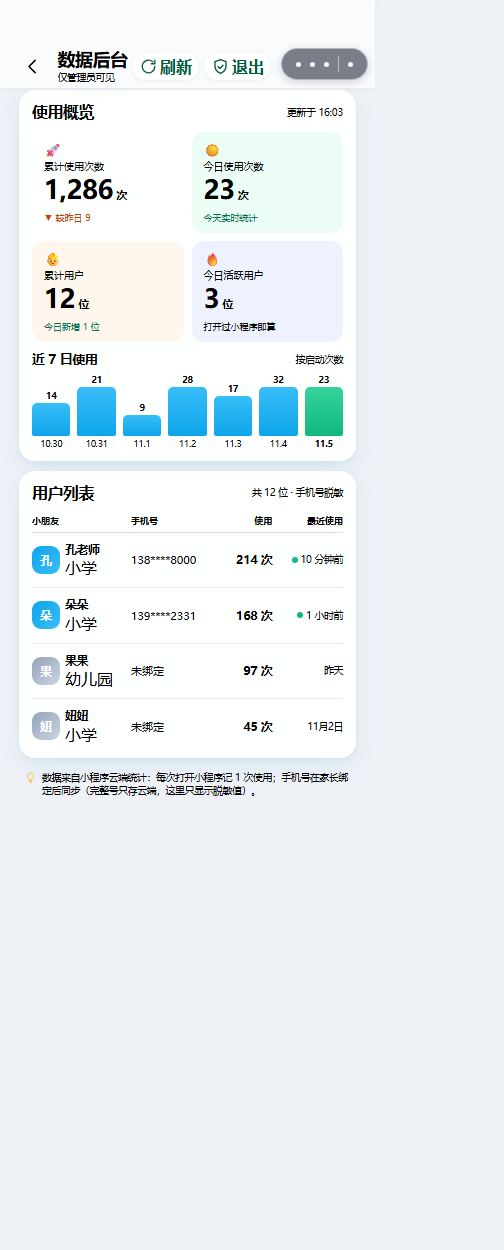 数据后台
仅管理员可见
刷新
退出
使用概览
更新于 16:03
累计使用次数
1,286 次
▼ 较昨日 9
今日使用次数
23 次
今天实时统计
累计用户
12 位
今日新增 1 位
今日活跃用户
3 位
打开过小程序即算
近 7 日使用
按启动次数
14 21 9 28 17 32 23
10.30 10.31 11.1 11.2 11.3 11.4 11.5
用户列表
共 12 位 · 手机号脱敏
小朋友 手机号 使用 最近使用
孔 孔老师 138****8000 214 次 10 分钟前
小学
朵 朵朵 139****2331 168 次 1 小时前
小学
果 果果 未绑定 97 次 昨天
幼儿园
妞 妞妞 未绑定 45 次 11月2日
小学
数据来自小程序云端统计：每次打开小程序记 1 次使用；手机号在家长绑
定后同步（完整号只存云端，这里只显示脱敏值）。